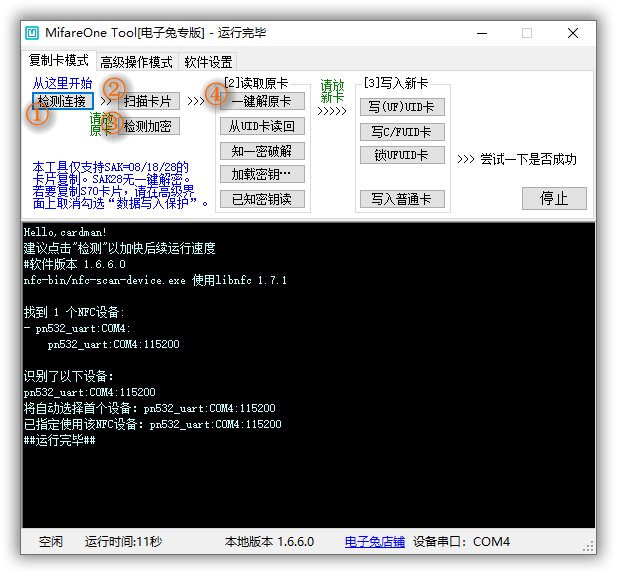 MifareOne Tool[电子兔专版] - 运行完毕
复制卡模式 高级操作模式 软件设置
从这里开始
检测连接
①
>>
②
扫描卡片
请放
原卡
③
检测加密
>>>
本工具仅支持SAK=08/18/28的
卡片复制。SAK28无一键解密。
若要复制S70卡片，请在高级界
面上取消勾选“数据写入保护”。
[2]读取原卡
④
一键解原卡
从UID卡读回
知一密破解
加载密钥…
已知密钥读
请放
新卡
>>>>>
[3]写入新卡
写(UF)UID卡
写C/FUID卡
锁UFUID卡
写入普通卡
>>> 尝试一下是否成功
停止
Hello,cardman!
建议点击"检测"以加快后续运行速度
#软件版本 1.6.6.0
nfc-bin/nfc-scan-device.exe 使用libnfc 1.7.1
找到 1 个NFC设备:
- pn532_uart:COM4:
pn532_uart:COM4:115200
识别了以下设备：
pn532_uart:COM4:115200
将自动选择首个设备：pn532_uart:COM4:115200
已指定使用该NFC设备：pn532_uart:COM4:115200
##运行完毕##
空闲 运行时间:11秒 本地版本 1.6.6.0 电子兔店铺 设备串口：COM4